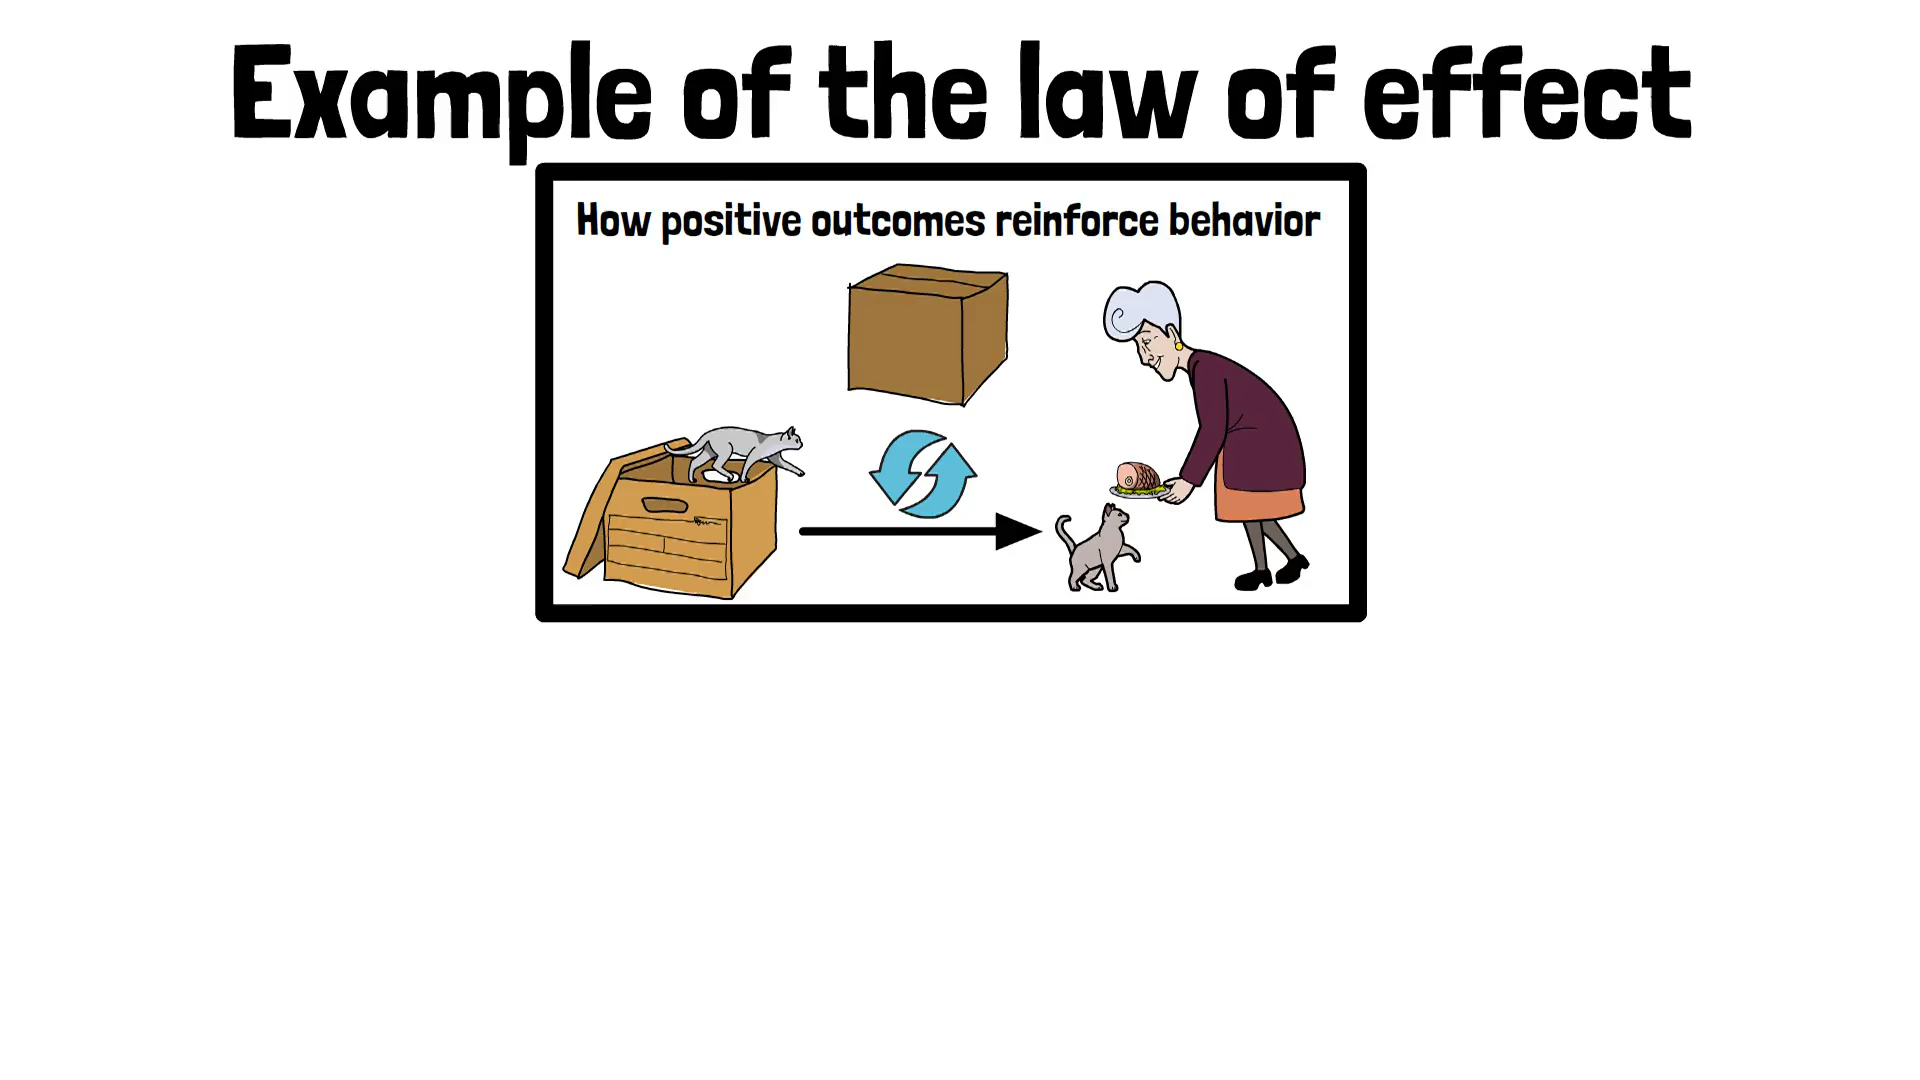 Example of the law of effect
How positive outcomes reinforce behavior